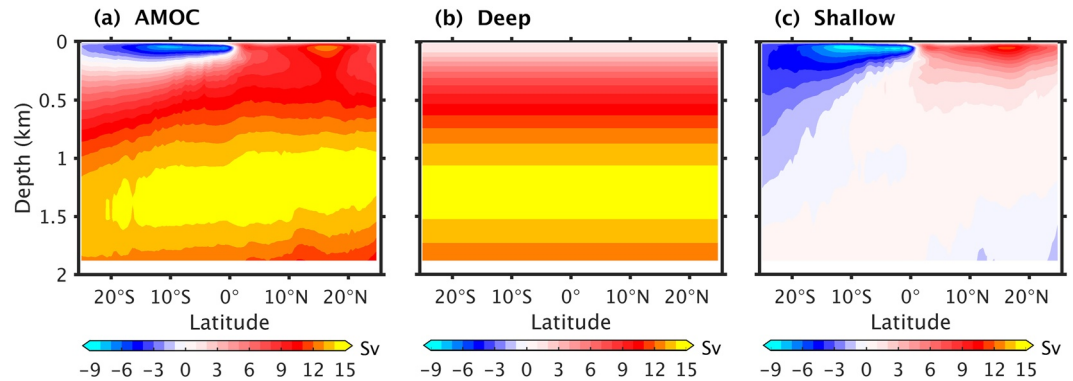 (a) AMOC
(b) Deep
(c) Shallow
0
0.5
1
1.5
2
Depth (km)
20°S 10°S 0° 10°N 20°N
20°S 10°S 0° 10°N 20°N
20°S 10°S 0° 10°N 20°N
Latitude
Latitude
Latitude
Sv
Sv
Sv
-9 -6 -3 0 3 6 9 12 15
-9 -6 -3 0 3 6 9 12 15
-9 -6 -3 0 3 6 9 12 15